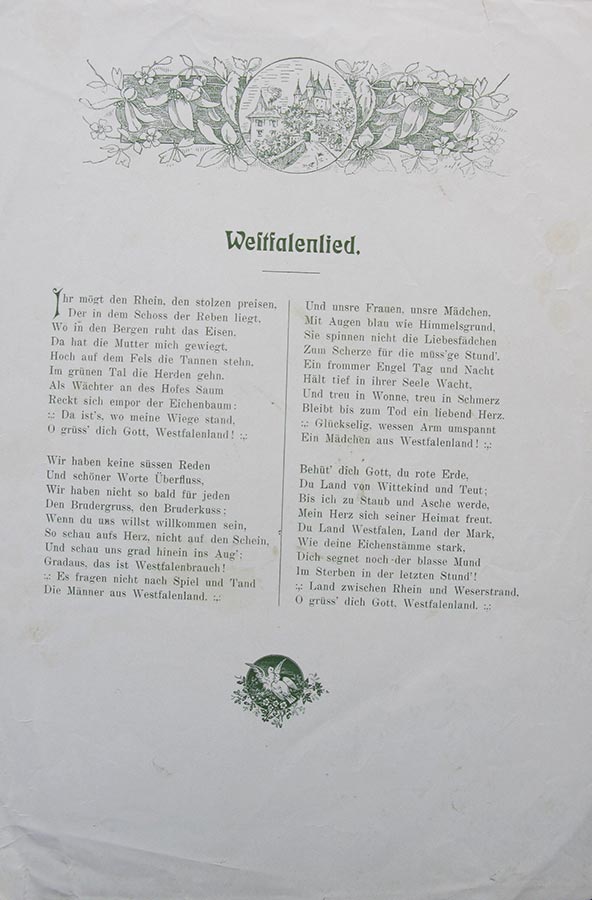 Westfalenlied.
Ihr mögt den Rhein, den stolzen preisen,
Der in dem Schoss der Reben liegt,
Wo in den Bergen ruht das Eisen,
Da hat die Mutter mich gewiegt.
Hoch auf dem Fels die Tannen stehn,
Im grünen Tal die Herden gehn.
Als Wächter an des Hofes Saum
Reckt sich empor der Eichenbaum:
:,: Da ist's, wo meine Wiege stand,
O grüss' dich Gott, Westfalenland! :,:
Wir haben keine süssen Reden
Und schöner Worte Überfluss,
Wir haben nicht so bald für jeden
Den Brudergruss, den Bruderkuss;
Wenn du uns willst willkommen sein,
So schau aufs Herz, nicht auf den Schein,
Und schau uns grad hinein ins Aug';
Gradaus, das ist Westfalenbrauch!
:,: Es fragen nicht nach Spiel und Tand
Die Männer aus Westfalenland. :,:
Und unsre Frauen, unsre Mädchen,
Mit Augen blau wie Himmelsgrund,
Sie spinnen nicht die Liebesfädchen
Zum Scherze für die müss'ge Stund'.
Ein frommer Engel Tag und Nacht
Hält tief in ihrer Seele Wacht,
Und treu in Wonne, treu in Schmerz
Bleibt bis zum Tod ein liebend Herz.
:,: Glückselig, wessen Arm umspannt
Ein Mädchen aus Westfalenland! :,:
Behüt' dich Gott, du rote Erde,
Du Land von Wittekind und Teut;
Bis ich zu Staub und Asche werde,
Mein Herz sich seiner Heimat freut.
Du Land Westfalen, Land der Mark,
Wie deine Eichenstämme stark,
Dich segnet noch der blasse Mund
Im Sterben in der letzten Stund'!
:,: Land zwischen Rhein und Weserstrand,
O grüss' dich Gott, Westfalenland. :,: